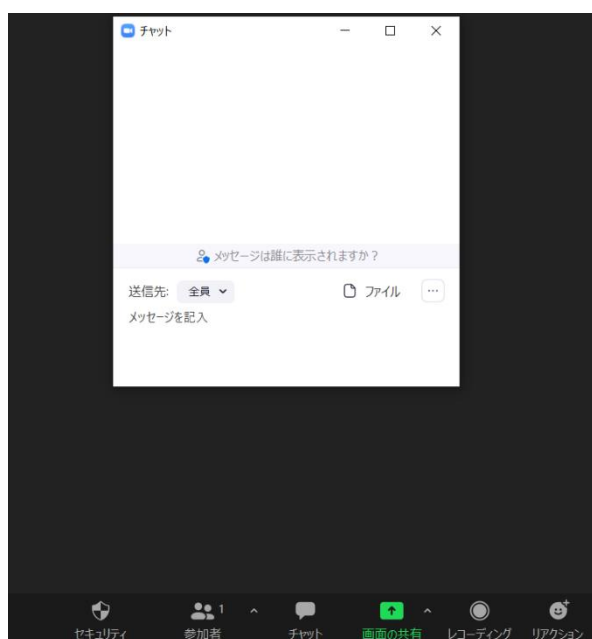 チャット
メッセージは誰に表示されますか？
送信先: 全員 ファイル
メッセージを記入
1
セキュリティ 参加者 チャット 画面の共有 レコーディング リアクション